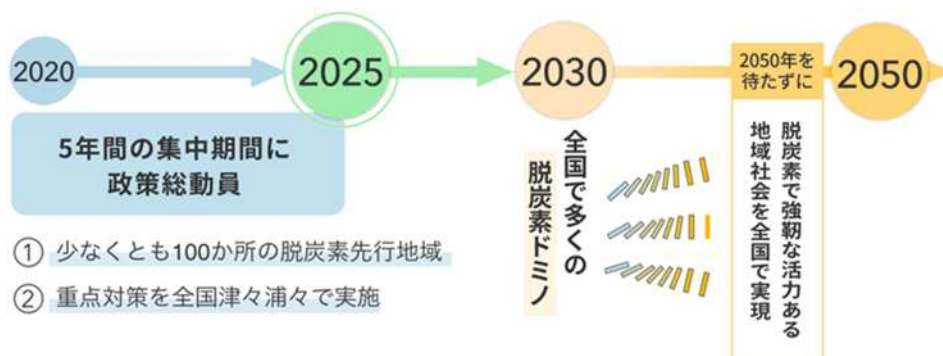 2020
2025
2030
2050年を
待たずに
2050
5年間の集中期間に
政策総動員
① 少なくとも100か所の脱炭素先行地域
② 重点対策を全国津々浦々で実施
全国で多くの
脱炭素ドミノ
脱炭素で強靭な活力ある
地域社会を全国で実現